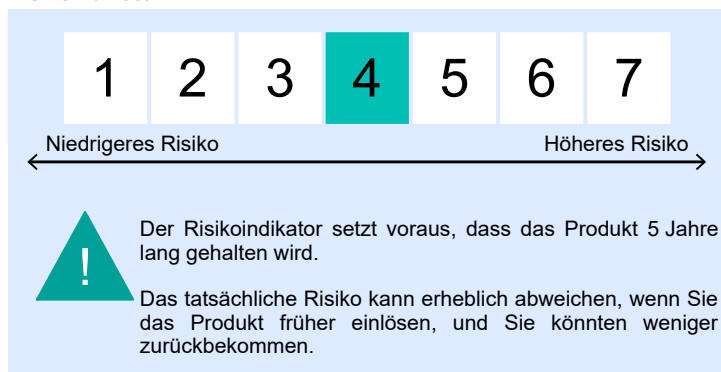 1 2 3 4 5 6 7
Niedrigeres Risiko Höheres Risiko
! Der Risikoindikator setzt voraus, dass das Produkt 5 Jahre
lang gehalten wird.
Das tatsächliche Risiko kann erheblich abweichen, wenn Sie
das Produkt früher einlösen, und Sie könnten weniger
zurückbekommen.